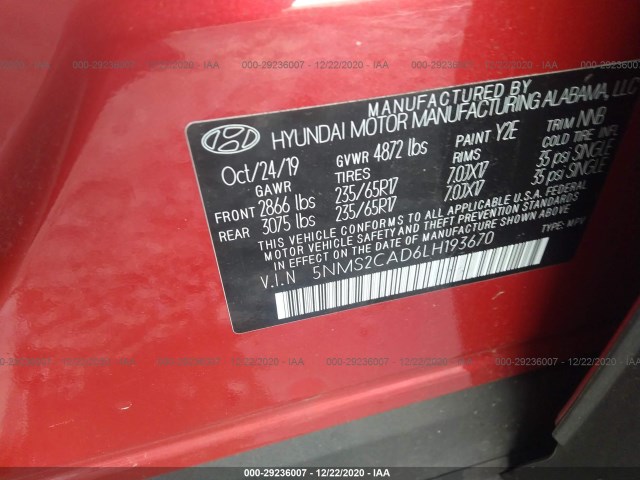 000-29236007 - 12/22/2020 - IAA
MANUFACTURED BY
HYUNDAI MOTOR MANUFACTURING ALABAMA, LLC
Oct/24/19 GVWR 4872 lbs PAINT Y2E TRIM NNB
GAWR TIRES RIMS COLD TIRE INFL
FRONT 2866 lbs 235/65R17 7.0JX17 35 psi SINGLE
REAR 3075 lbs 235/65R17 7.0JX17 35 psi SINGLE
THIS VEHICLE CONFORMS TO ALL APPLICABLE U.S.A. FEDERAL
MOTOR VEHICLE SAFETY AND THEFT PREVENTION STANDARDS
IN EFFECT ON THE DATE OF MANUFACTURE SHOWN ABOVE.
V.I.N 5NMS2CAD6LH193670 TYPE: MPV
000-29236007 - 12/22/2020 - IAA
000-29236007 - 12/22/2020 - IAA